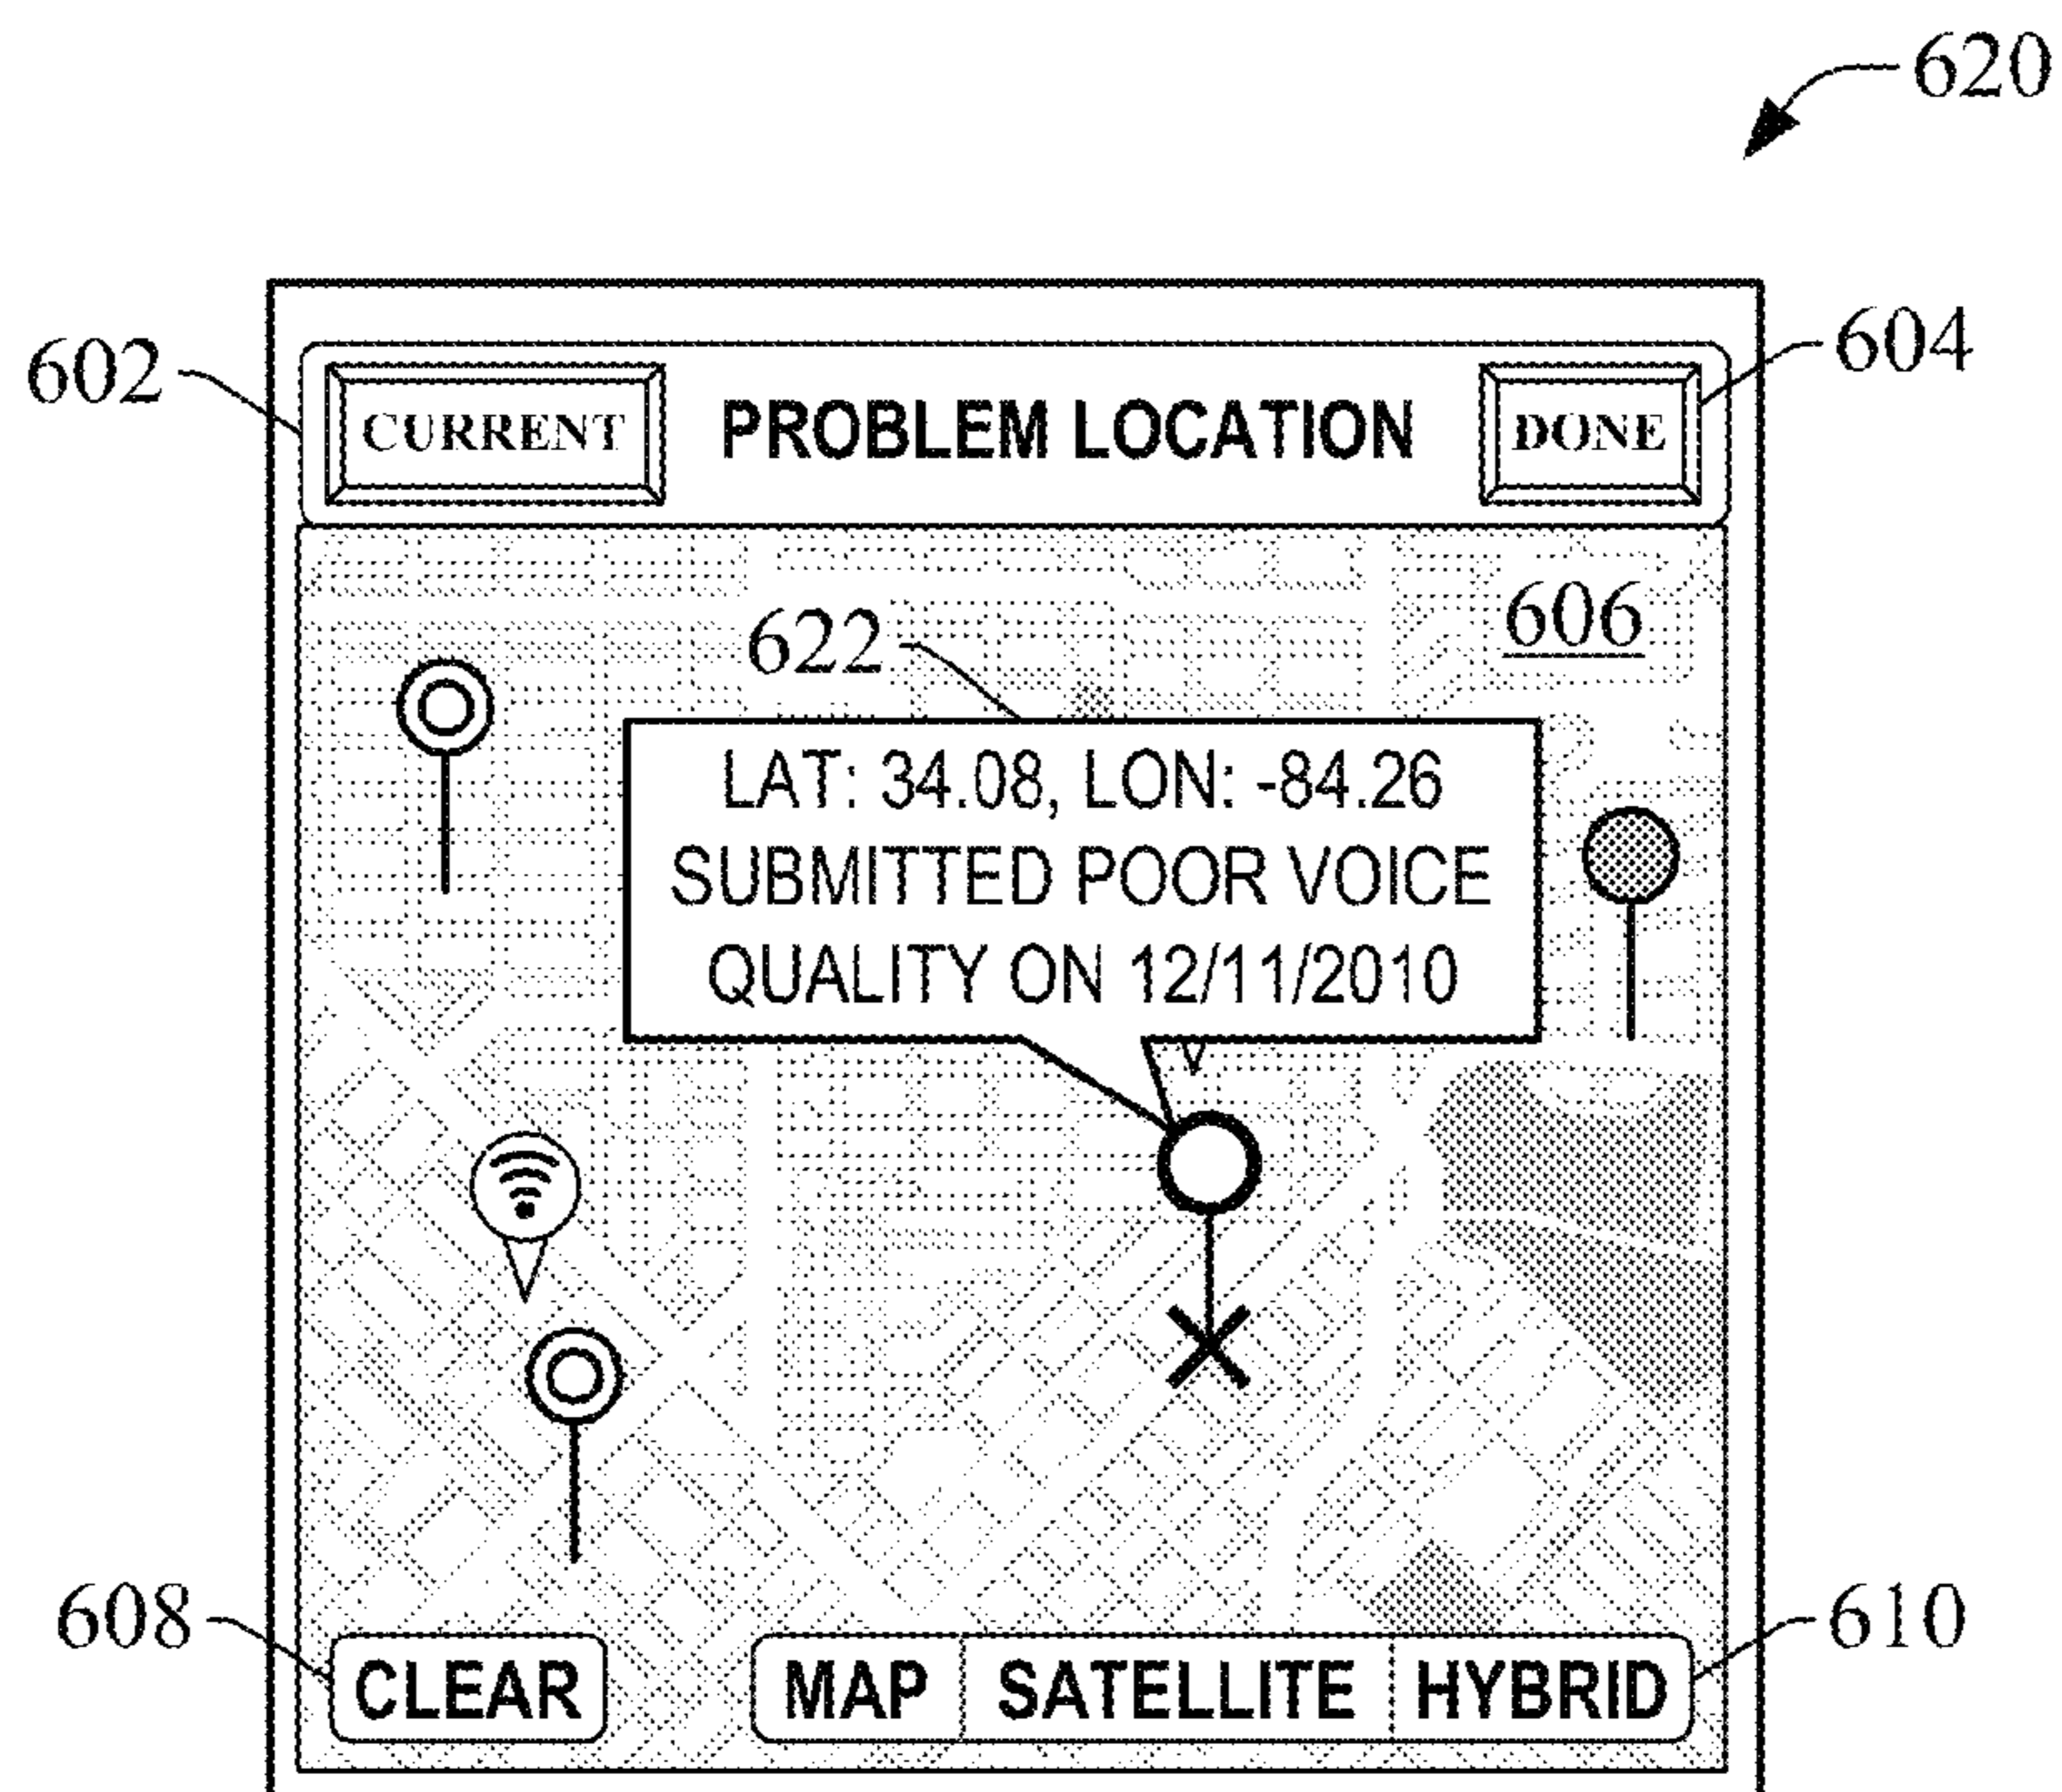 620
602
604
CURRENT PROBLEM LOCATION DONE
606
622
LAT: 34.08, LON: -84.26
SUBMITTED POOR VOICE
QUALITY ON 12/11/2010
608
610
CLEAR MAP SATELLITE HYBRID